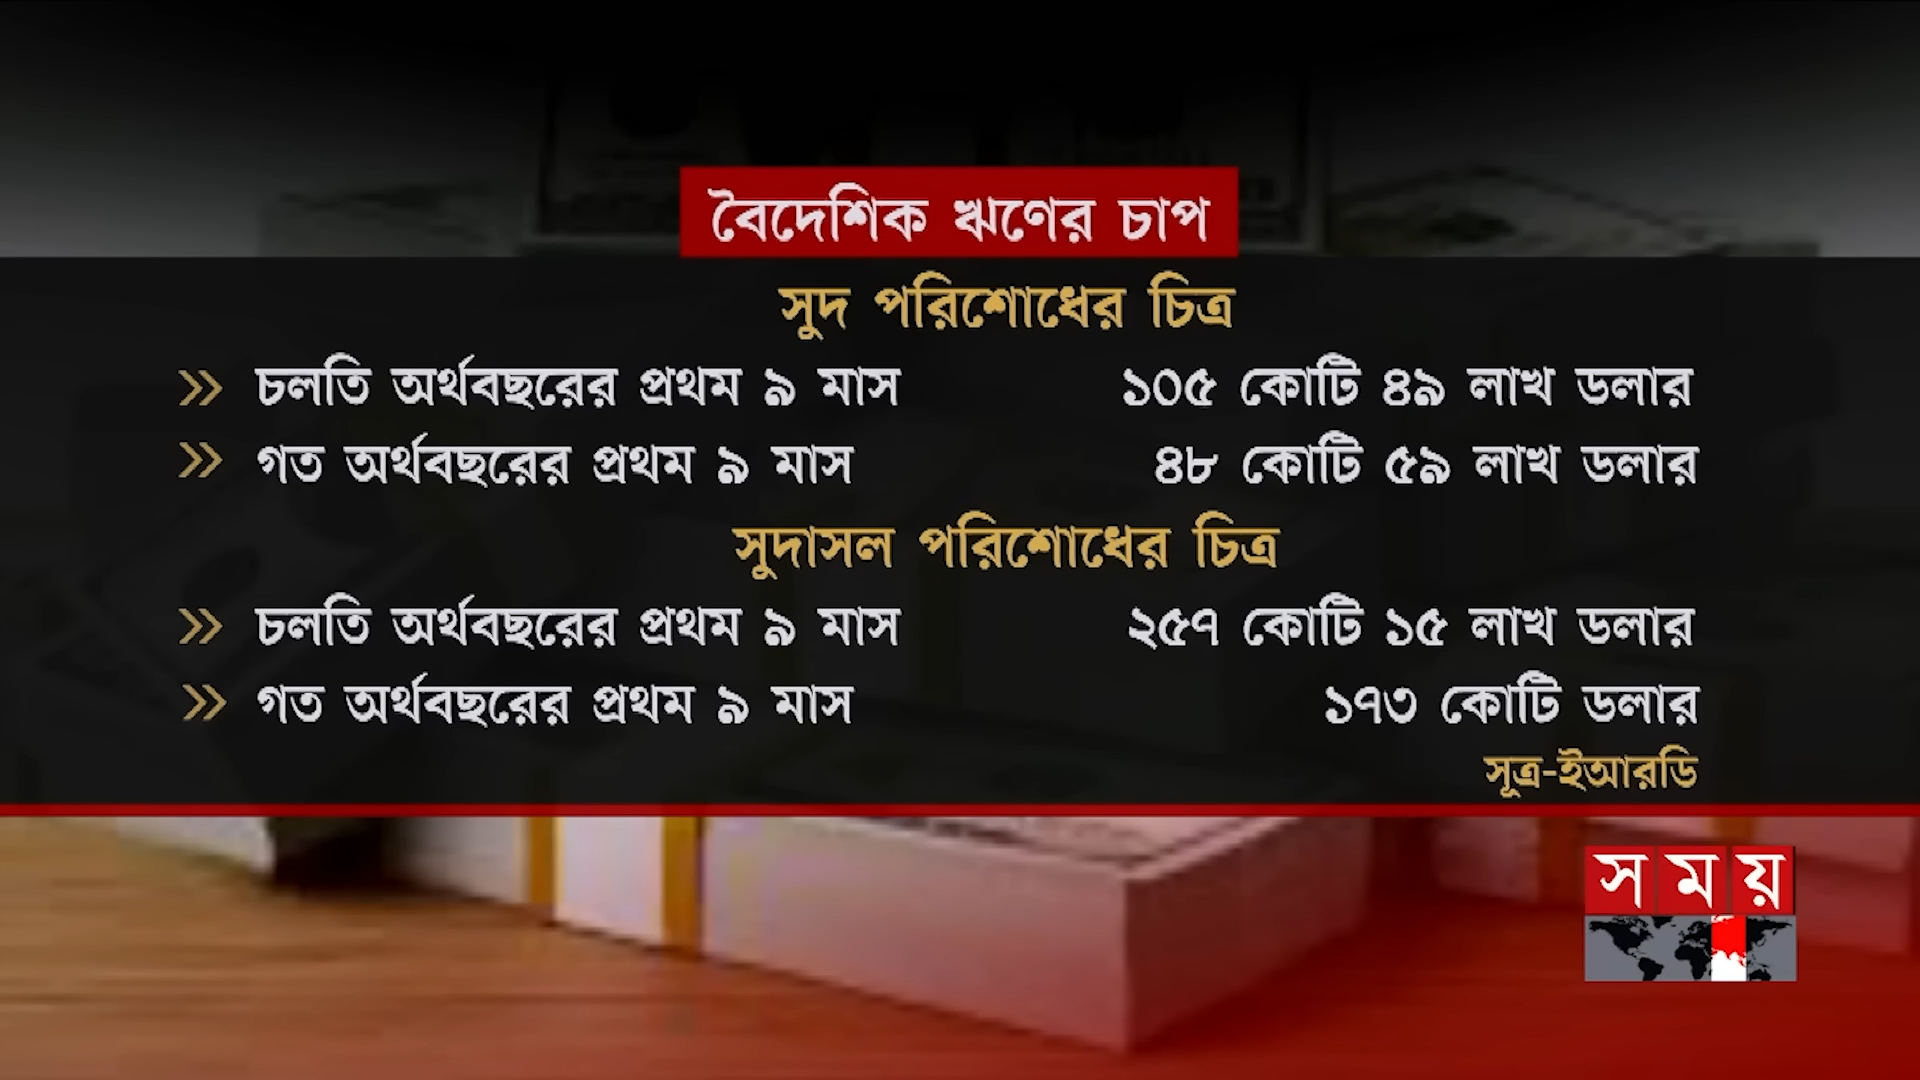 বৈদেশিক ঋণের চাপ
সুদ পরিশোধের চিত্র
চলতি অর্থবছরের প্রথম ৯ মাস ১০৫ কোটি ৪৯ লাখ ডলার
গত অর্থবছরের প্রথম ৯ মাস ৪৮ কোটি ৫৯ লাখ ডলার
সুদাসল পরিশোধের চিত্র
চলতি অর্থবছরের প্রথম ৯ মাস ২৫৭ কোটি ১৫ লাখ ডলার
গত অর্থবছরের প্রথম ৯ মাস ১৭৩ কোটি ডলার
সূত্র-ইআরডি
সময়